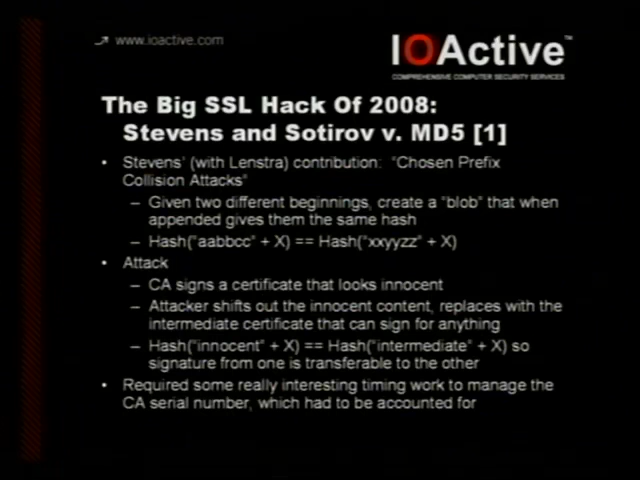 www.ioactive.com
IOActive™
COMPREHENSIVE COMPUTER SECURITY SERVICES
The Big SSL Hack Of 2008:
Stevens and Sotirov v. MD5 [1]
• Stevens' (with Lenstra) contribution: "Chosen Prefix
Collision Attacks"
– Given two different beginnings, create a "blob" that when
appended gives them the same hash
– Hash("aabbcc" + X) == Hash("xxyyzz" + X)
• Attack
– CA signs a certificate that looks innocent
– Attacker shifts out the innocent content, replaces with the
intermediate certificate that can sign for anything
– Hash("innocent" + X) == Hash("intermediate" + X) so
signature from one is transferable to the other
• Required some really interesting timing work to manage the
CA serial number, which had to be accounted for